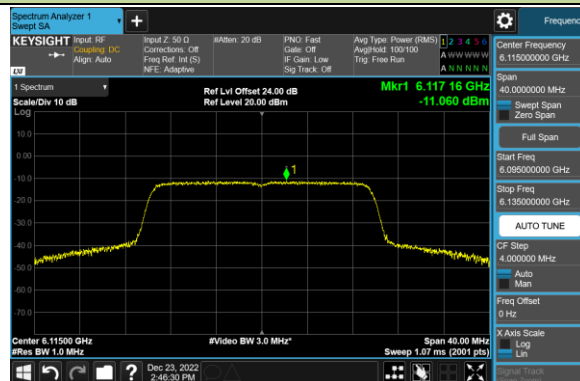 Spectrum Analyzer 1
Swept SA
+
Frequen
KEYSIGHT
Input: RF
Coupling: DC
Align: Auto
Input Z: 50 Ω
Corrections: Off
Freq Ref: Int (S)
NFE: Adaptive
#Atten: 20 dB
PNO: Fast
Gate: Off
IF Gain: Low
Sig Track: Off
Avg Type: Power (RMS)
Avg|Hold: 100/100
Trig: Free Run
1 2 3 4 5 6
A W W W W W
A N N N N N
LXI
1 Spectrum
Scale/Div 10 dB
Ref Lvl Offset 24.00 dB
Ref Level 20.00 dBm
Mkr1 6.117 16 GHz
-11.060 dBm
Log
10.0
0.00
-10.0
-20.0
-30.0
-40.0
-50.0
-60.0
-70.0
1
Center 6.11500 GHz
#Res BW 1.0 MHz
#Video BW 3.0 MHz*
Span 40.00 MHz
Sweep 1.07 ms (2001 pts)
Dec 23, 2022
2:46:30 PM
?
Center Frequency
6.115000000 GHz
Span
40.0000000 MHz
Swept Span
Zero Span
Full Span
Start Freq
6.095000000 GHz
Stop Freq
6.135000000 GHz
AUTO TUNE
CF Step
4.000000 MHz
Auto
Man
Freq Offset
0 Hz
X Axis Scale
Log
Lin
Signal Track